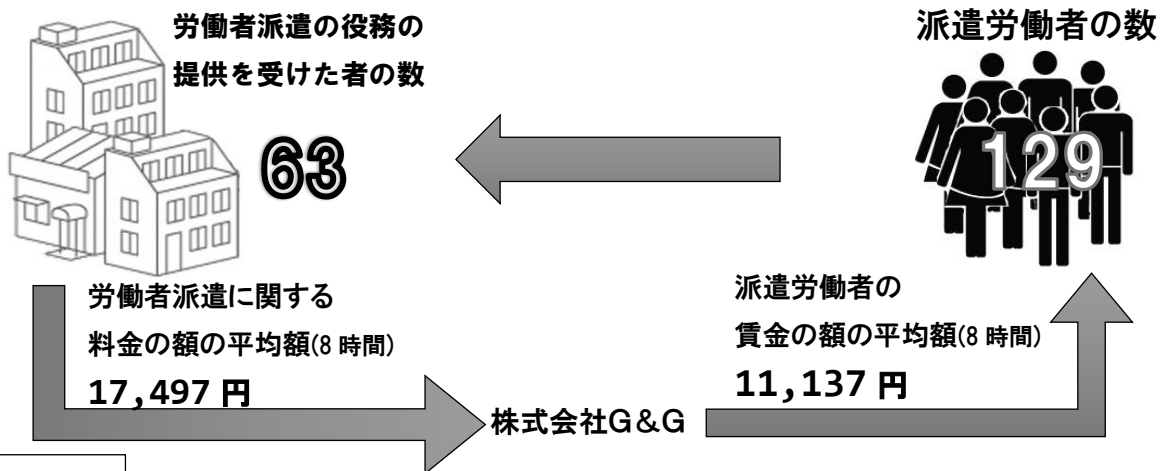 労働者派遣の役務の
提供を受けた者の数
63
派遣労働者の数
129
労働者派遣に関する
料金の額の平均額(8 時間)
17,497 円
派遣労働者の
賃金の額の平均額(8 時間)
11,137 円
株式会社G&G